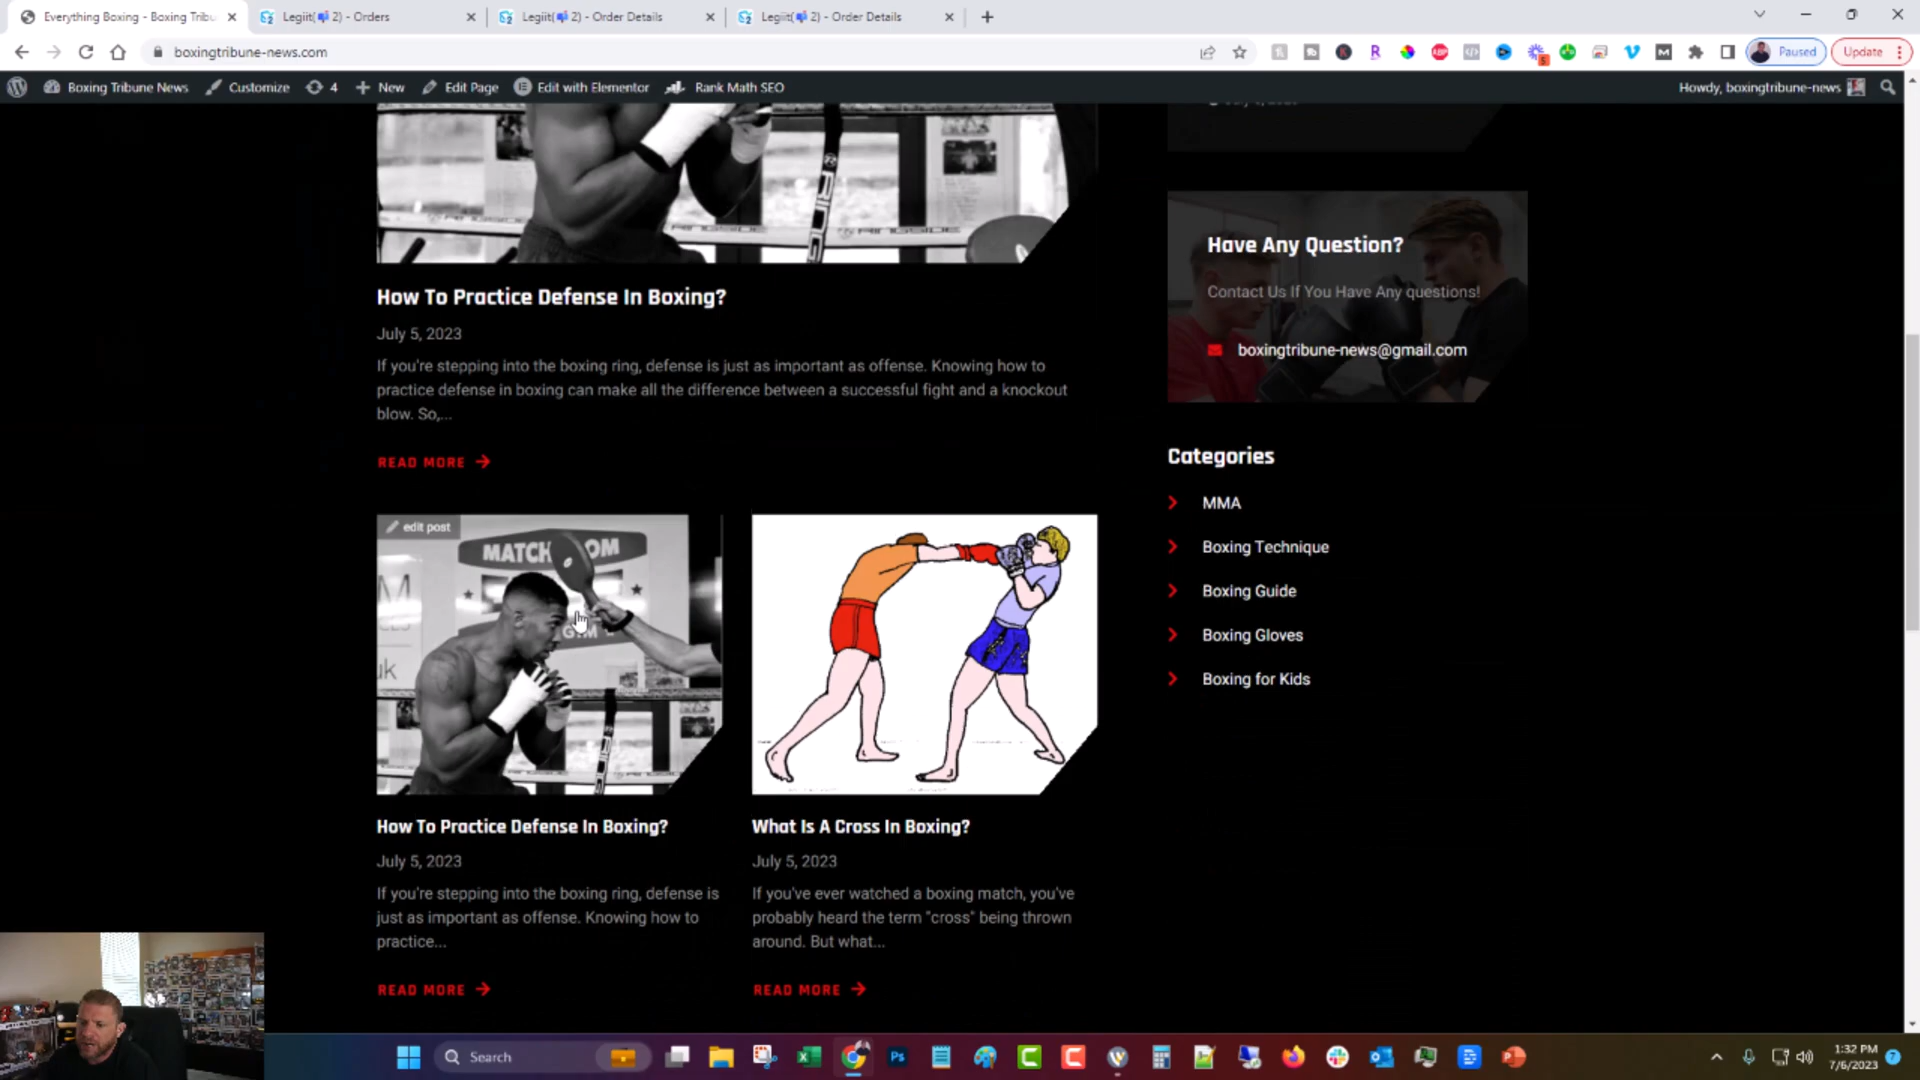 Everything Boxing - Boxing Tribu
Legiit( 2) - Orders
Legiit( 2) - Order Details
Legiit( 2) - Order Details
boxingtribune-news.com
Paused
Update
Boxing Tribune News
Customize
4
New
Edit Page
Edit with Elementor
Rank Math SEO
Howdy, boxingtribune-news
How To Practice Defense In Boxing?
July 5, 2023
If you're stepping into the boxing ring, defense is just as important as offense. Knowing how to
practice defense in boxing can make all the difference between a successful fight and a knockout
blow. So,...
READ MORE
edit post
MATCH OM
GYM
uk
How To Practice Defense In Boxing?
July 5, 2023
If you're stepping into the boxing ring, defense is
just as important as offense. Knowing how to
practice...
READ MORE
What Is A Cross In Boxing?
July 5, 2023
If you've ever watched a boxing match, you've
probably heard the term "cross" being thrown
around. But what...
READ MORE
Have Any Question?
Contact Us If You Have Any questions!
boxingtribune-news@gmail.com
Categories
MMA
Boxing Technique
Boxing Guide
Boxing Gloves
Boxing for Kids
Search
1:32 PM
7/6/2023